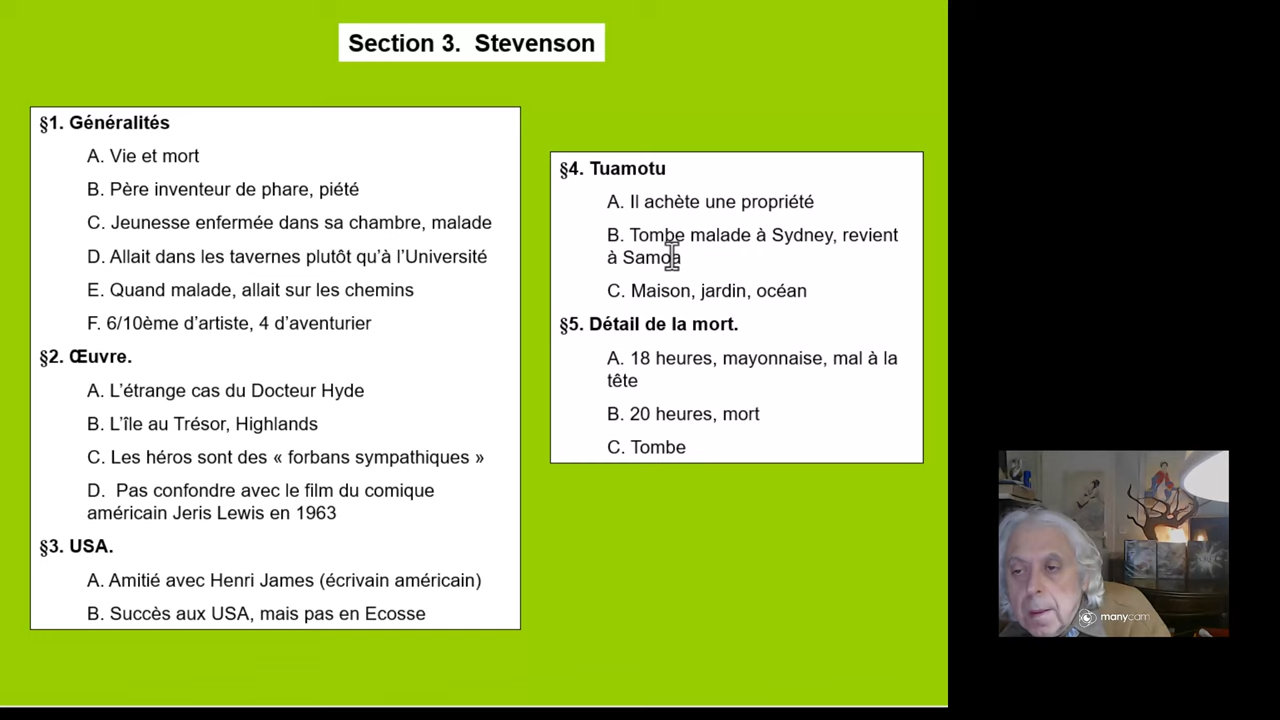 Section 3.  Stevenson
§1. Généralités
A. Vie et mort
B. Père inventeur de phare, piété
C. Jeunesse enfermée dans sa chambre, malade
D. Allait dans les tavernes plutôt qu’à l’Université
E. Quand malade, allait sur les chemins
F. 6/10ème d’artiste, 4 d’aventurier
§2. Œuvre.
A. L’étrange cas du Docteur Hyde
B. L’île au Trésor, Highlands
C. Les héros sont des « forbans sympathiques »
D.  Pas confondre avec le film du comique
américain Jeris Lewis en 1963
§3. USA.
A. Amitié avec Henri James (écrivain américain)
B. Succès aux USA, mais pas en Ecosse
§4. Tuamotu
A. Il achète une propriété
B. Tombe malade à Sydney, revient
à Samoa
C. Maison, jardin, océan
§5. Détail de la mort.
A. 18 heures, mayonnaise, mal à la
tête
B. 20 heures, mort
C. Tombe
manycam